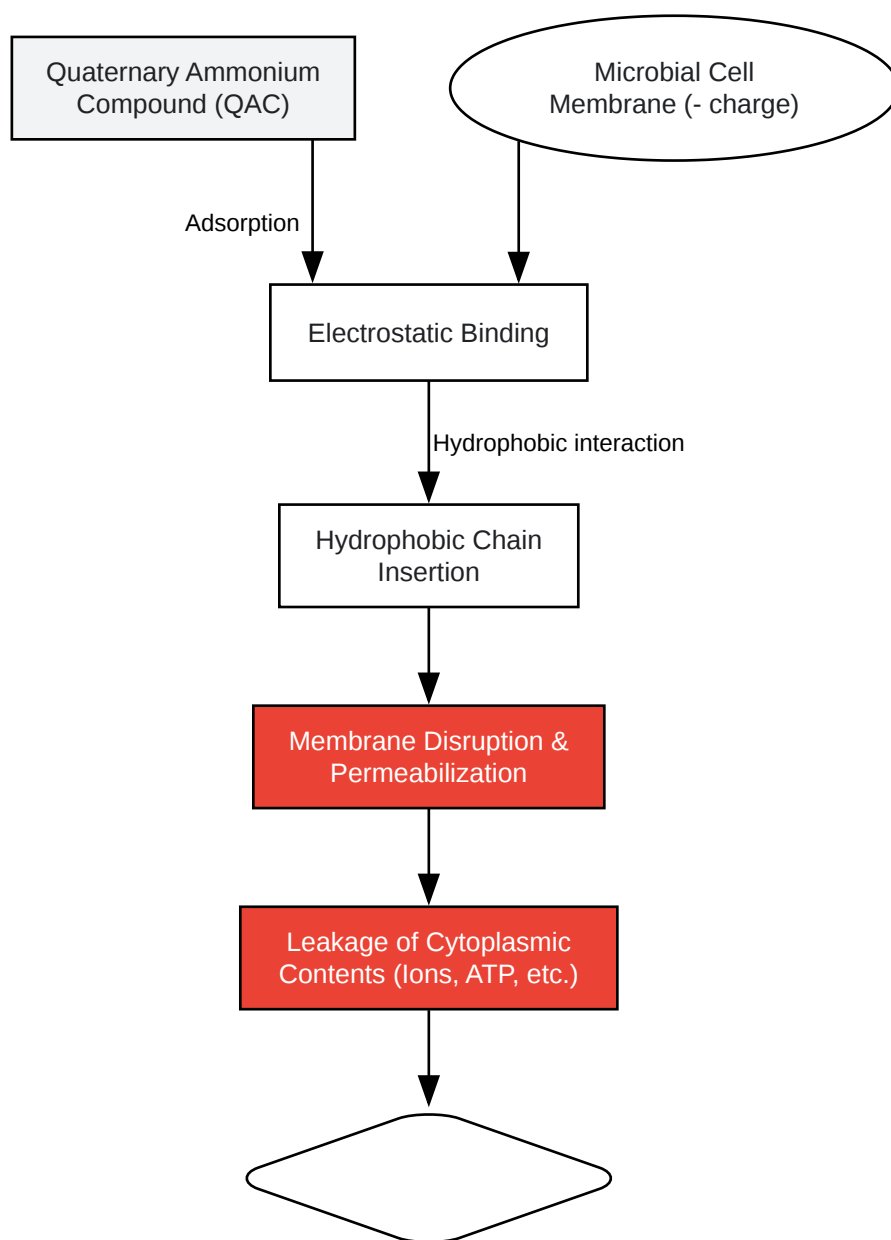 Quaternary Ammonium
Compound (QAC)
Microbial Cell
Membrane (- charge)
Adsorption
Electrostatic Binding
Hydrophobic interaction
Hydrophobic Chain
Insertion
Membrane Disruption &
Permeabilization
Leakage of Cytoplasmic
Contents (Ions, ATP, etc.)